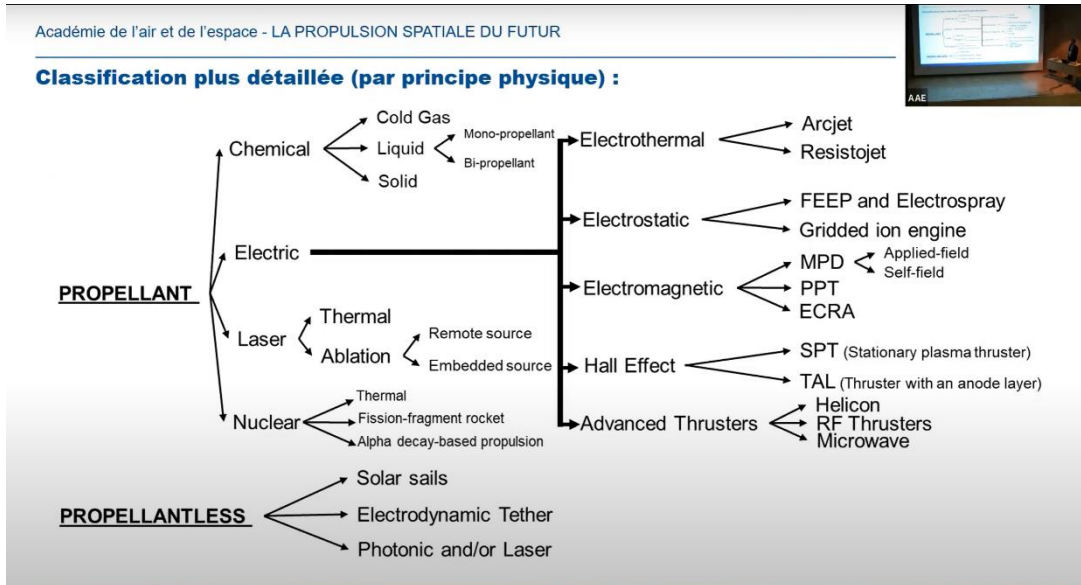 Académie de l'air et de l'espace - LA PROPULSION SPATIALE DU FUTUR
Classification plus détaillée (par principe physique) :
PROPELLANT
Chemical
Cold Gas
Liquid
Mono-propellant
Bi-propellant
Solid
Electric
Electrothermal
Arcjet
Resistojet
Electrostatic
FEEP and Electrospray
Gridded ion engine
Electromagnetic
MPD
Applied-field
Self-field
PPT
ECRA
Hall Effect
SPT (Stationary plasma thruster)
TAL (Thruster with an anode layer)
Advanced Thrusters
Helicon
RF Thrusters
Microwave
Laser
Thermal
Ablation
Remote source
Embedded source
Nuclear
Thermal
Fission-fragment rocket
Alpha decay-based propulsion
PROPELLANTLESS
Solar sails
Electrodynamic Tether
Photonic and/or Laser
AAE